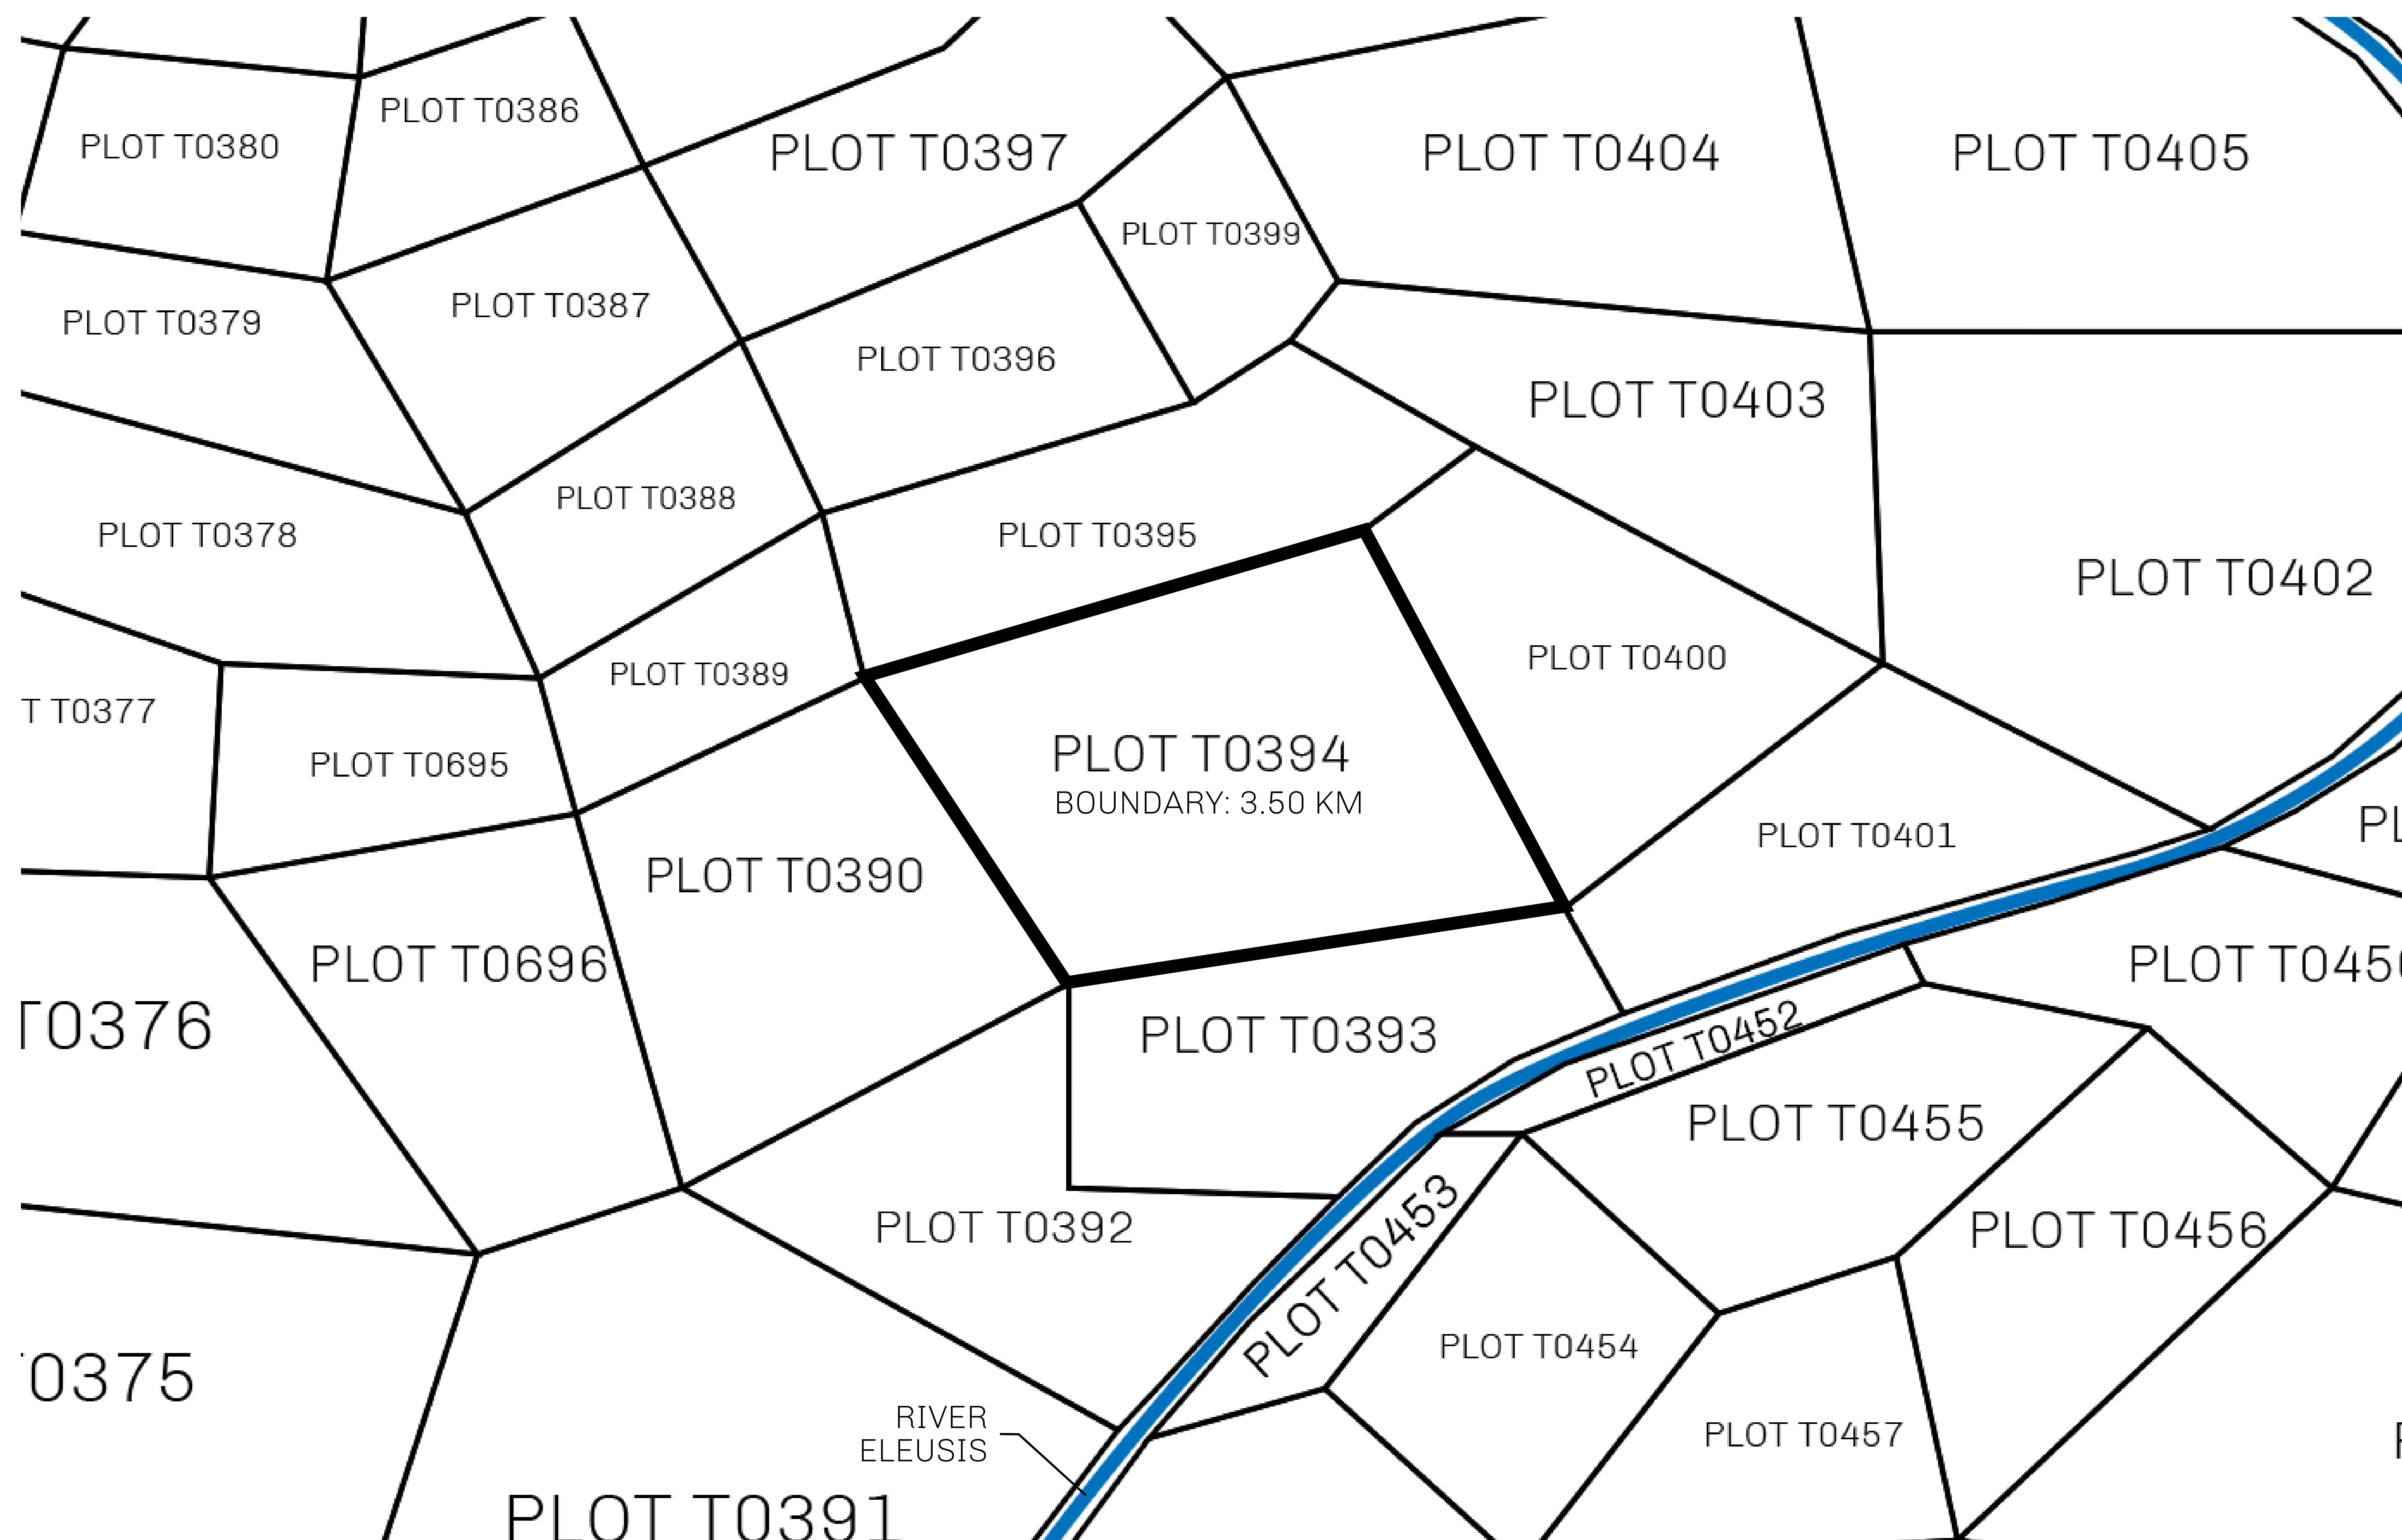 PLOT T0386
PLOT T0380
PLOT T0397
PLOT T0404
PLOT T0405
PLOT T0399
PLOT T0387
PLOT T0379
PLOT T0396
PLOT T0403
PLOT T0388
PLOT T0378
PLOT T0395
PLOT T0402
PLOT T0389
PLOT T0400
T T0377
PLOT T0695
PLOT T0394
BOUNDARY: 3.50 KM
PLOT T0401
PL
PLOT T0390
PLOT T0696
PLOT T045
T0376
PLOT T0393
PLOT T0452
PLOT T0455
PLOT T0392
PLOT T0453
PLOT T0456
PLOT T0454
0375
RIVER
ELEUSIS
PLOT T0457
PLOT T0391